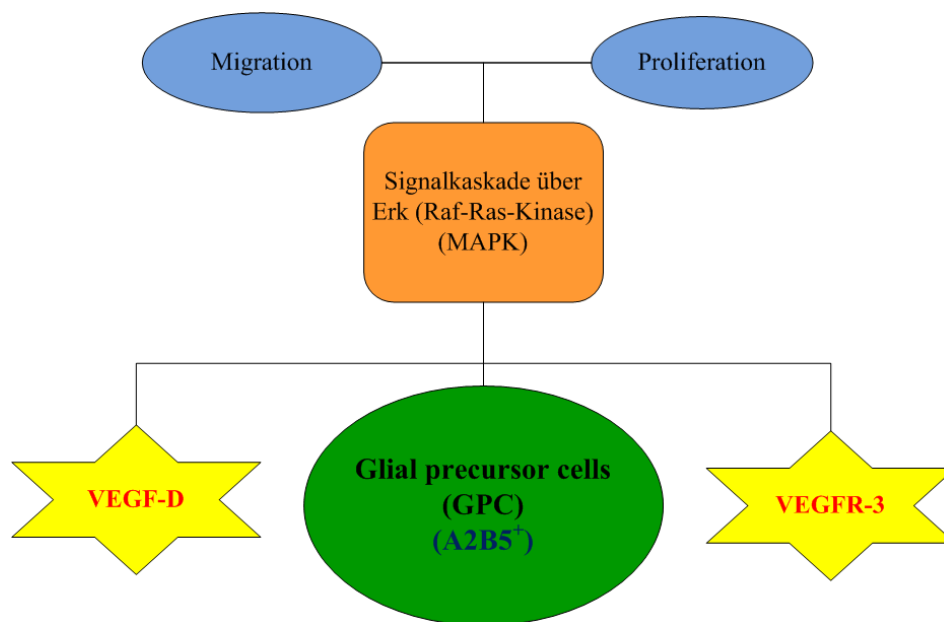 Migration
Proliferation
Signalkaskade über
Erk (Raf-Ras-Kinase)
(MAPK)
VEGF-D
Glial precursor cells
(GPC)
(A2B5⁺)
VEGFR-3